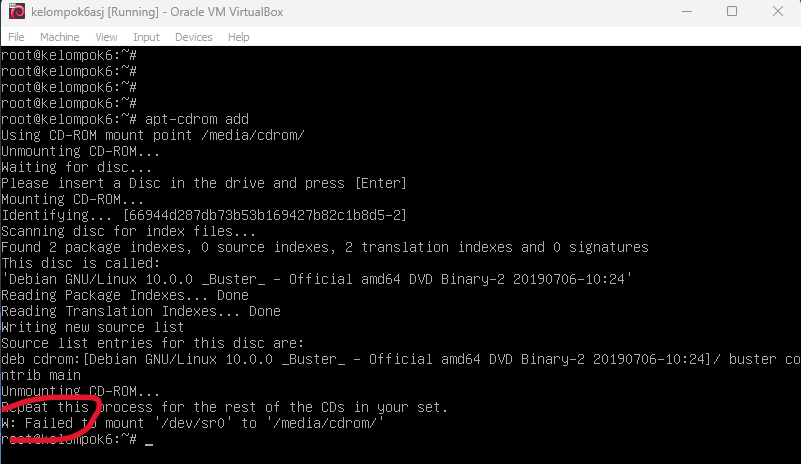 kelompok6asj [Running] - Oracle VM VirtualBox
File Machine View Input Devices Help
root@kelompok6:~#
root@kelompok6:~#
root@kelompok6:~#
root@kelompok6:~#
root@kelompok6:~# apt-cdrom add
Using CD-ROM mount point /media/cdrom/
Unmounting CD-ROM...
Waiting for disc...
Please insert a Disc in the drive and press [Enter]
Mounting CD-ROM...
Identifying... [66944d287db73b53b169427b82c1b8d5-2]
Scanning disc for index files...
Found 2 package indexes, 0 source indexes, 2 translation indexes and 0 signatures
This disc is called:
'Debian GNU/Linux 10.0.0 _Buster_ - Official amd64 DVD Binary-2 20190706-10:24'
Reading Package Indexes... Done
Reading Translation Indexes... Done
Writing new source list
Source list entries for this disc are:
deb cdrom:[Debian GNU/Linux 10.0.0 _Buster_ - Official amd64 DVD Binary-2 20190706-10:24]/ buster co
ntrib main
Unmounting CD-ROM...
Repeat this process for the rest of the CDs in your set.
W: Failed to mount '/dev/sr0' to '/media/cdrom/'
root@kelompok6:~# _